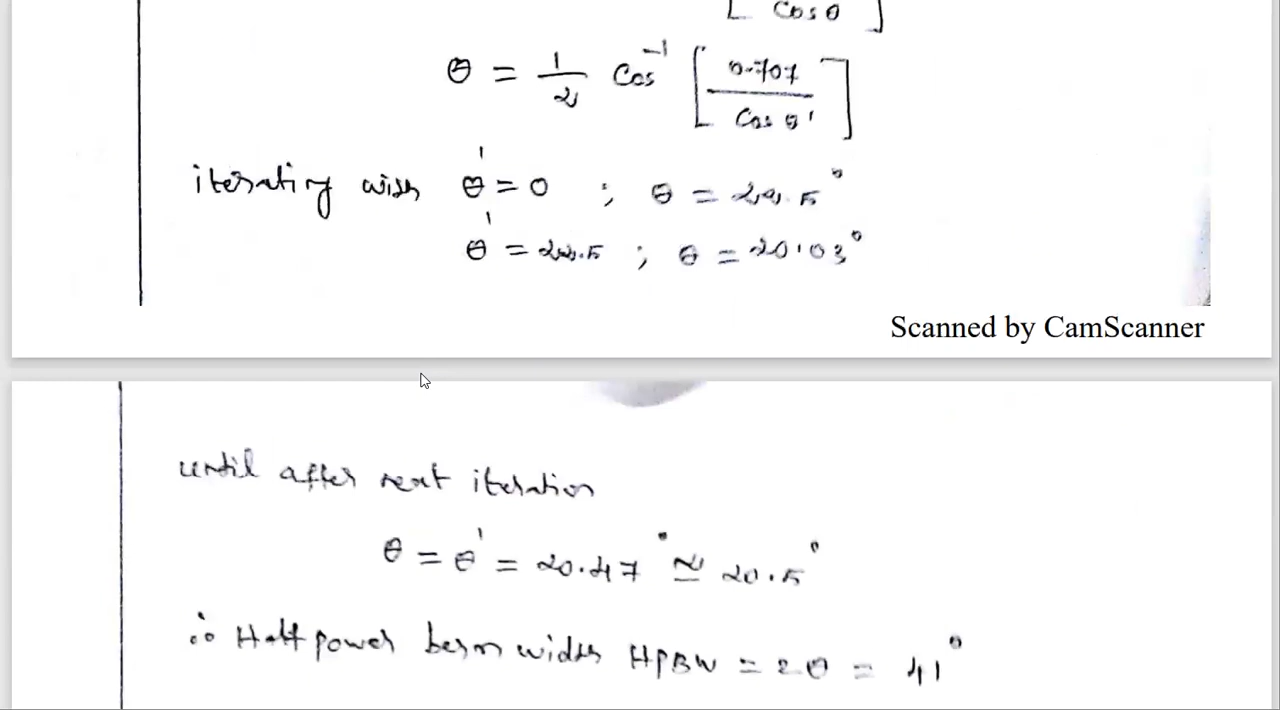 [ Cos θ ]
θ = 1/2 Cos⁻¹ [ 0.707 / Cos θ' ]
iterating with θ' = 0 ; θ = 22.5°
θ' = 22.5 ; θ = 20.03°
Scanned by CamScanner
until after next iteration
θ = θ' = 20.47° ≃ 20.5°
∴ Half power beam width HPBW = 2θ = 41°